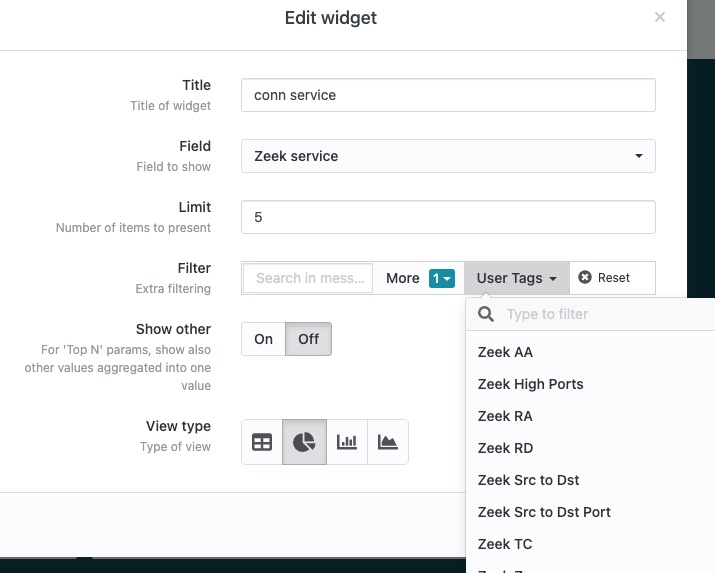 Edit widget
×
Title
Title of widget
conn service
Field
Field to show
Zeek service
Limit
Number of items to present
5
Filter
Extra filtering
Search in mess... More 1 User Tags Reset
Type to filter
Zeek AA
Zeek High Ports
Zeek RA
Zeek RD
Zeek Src to Dst
Zeek Src to Dst Port
Zeek TC
Show other
For 'Top N' params, show also
other values aggregated into one
value
On Off
View type
Type of view